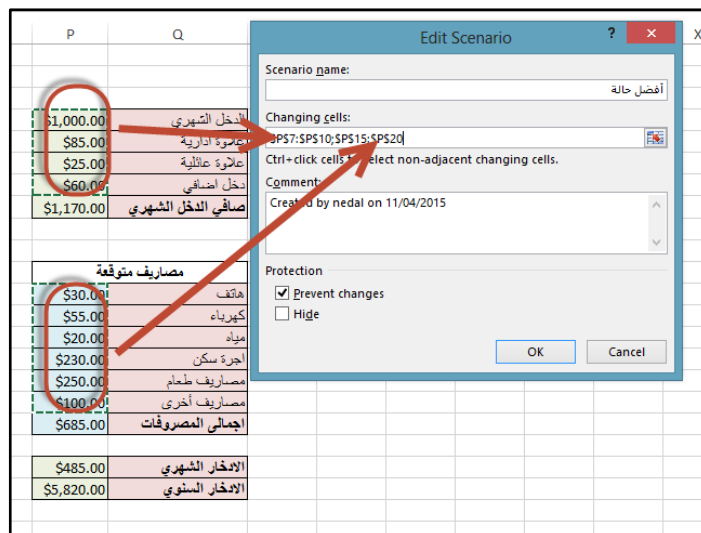 P Q X
$1,000.00 الدخل الشهري
$85.00 علاوة ادارية
$25.00 علاوة عائلية
$60.00 دخل اضافي
$1,170.00 صافي الدخل الشهري
مصاريف متوقعة
$30.00 هاتف
$55.00 كهرباء
$20.00 مياه
$230.00 اجرة سكن
$250.00 مصاريف طعام
$100.00 مصاريف أخرى
$685.00 اجمالي المصروفات
$485.00 الادخار الشهري
$5,820.00 الادخار السنوي
Edit Scenario ? ×
Scenario name:
أفضل حالة
Changing cells:
$P$7:$P$10;$P$15:$P$20
Ctrl+click cells to select non-adjacent changing cells.
Comment:
Created by nedal on 11/04/2015
Protection
Prevent changes
Hide
OK Cancel